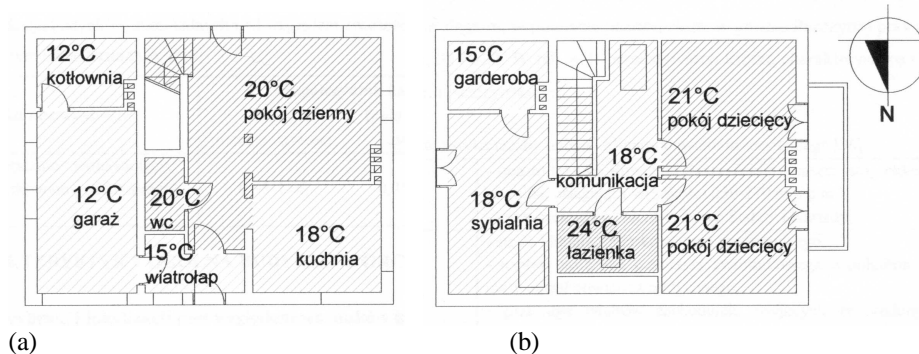 12°C
kotłownia
20°C
pokój dzienny
12°C
garaż
20°C
wc
18°C
kuchnia
15°C
wiatrołap
(a)
15°C
garderoba
21°C
pokój dziecięcy
18°C
komunikacja
18°C
sypialnia
24°C
łazienka
21°C
pokój dziecięcy
N
(b)